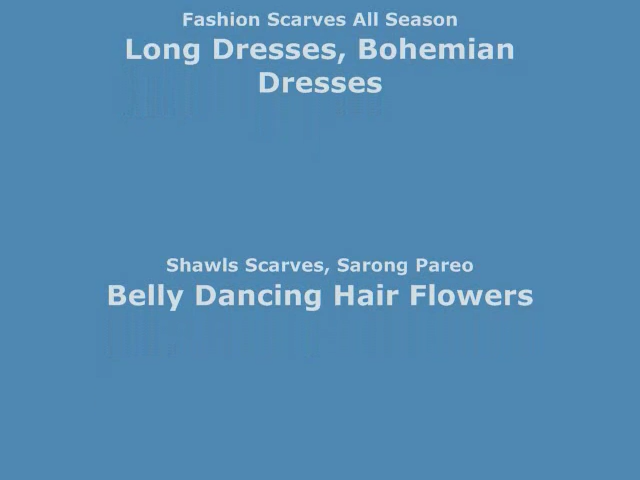 Fashion Scarves All Season
Long Dresses, Bohemian
Dresses
Shawls Scarves, Sarong Pareo
Belly Dancing Hair Flowers